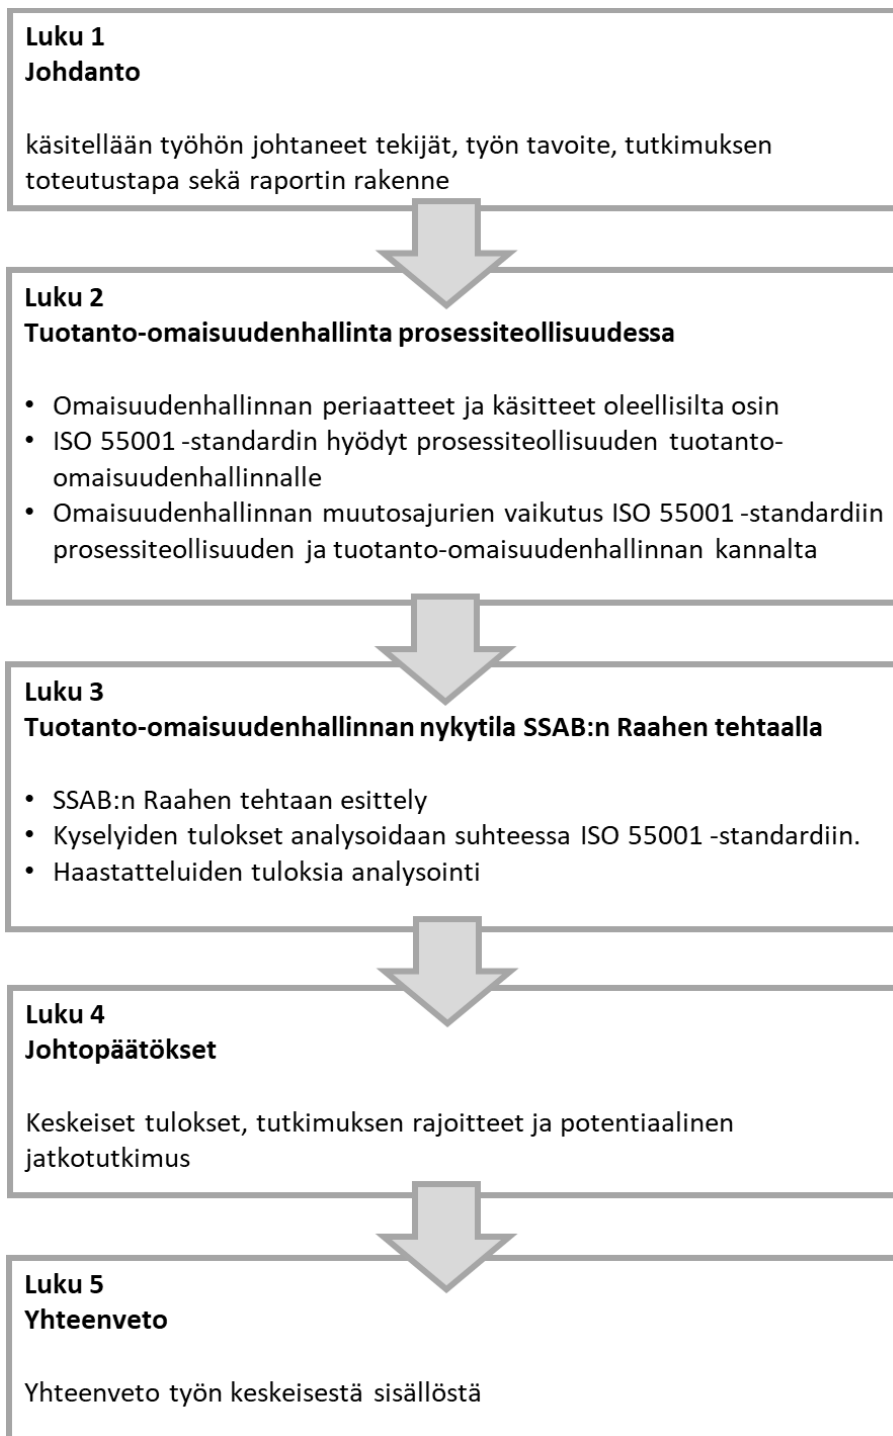 Luku 1
Johdanto
käsitellään työhön johtaneet tekijät, työn tavoite, tutkimuksen
toteutustapa sekä raportin rakenne
Luku 2
Tuotanto-omaisuudenhallinta prosessiteollisuudessa
• Omaisuudenhallinnan periaatteet ja käsitteet oleellisilta osin
• ISO 55001 -standardin hyödyt prosessiteollisuuden tuotanto-
omaisuudenhallinnalle
• Omaisuudenhallinnan muutosajurien vaikutus ISO 55001 -standardiin
prosessiteollisuuden ja tuotanto-omaisuudenhallinnan kannalta
Luku 3
Tuotanto-omaisuudenhallinnan nykytila SSAB:n Raahen tehtaalla
• SSAB:n Raahen tehtaan esittely
• Kyselyiden tulokset analysoidaan suhteessa ISO 55001 -standardiin.
• Haastatteluiden tuloksia analysointi
Luku 4
Johtopäätökset
Keskeiset tulokset, tutkimuksen rajoitteet ja potentiaalinen
jatkotutkimus
Luku 5
Yhteenveto
Yhteenveto työn keskeisestä sisällöstä